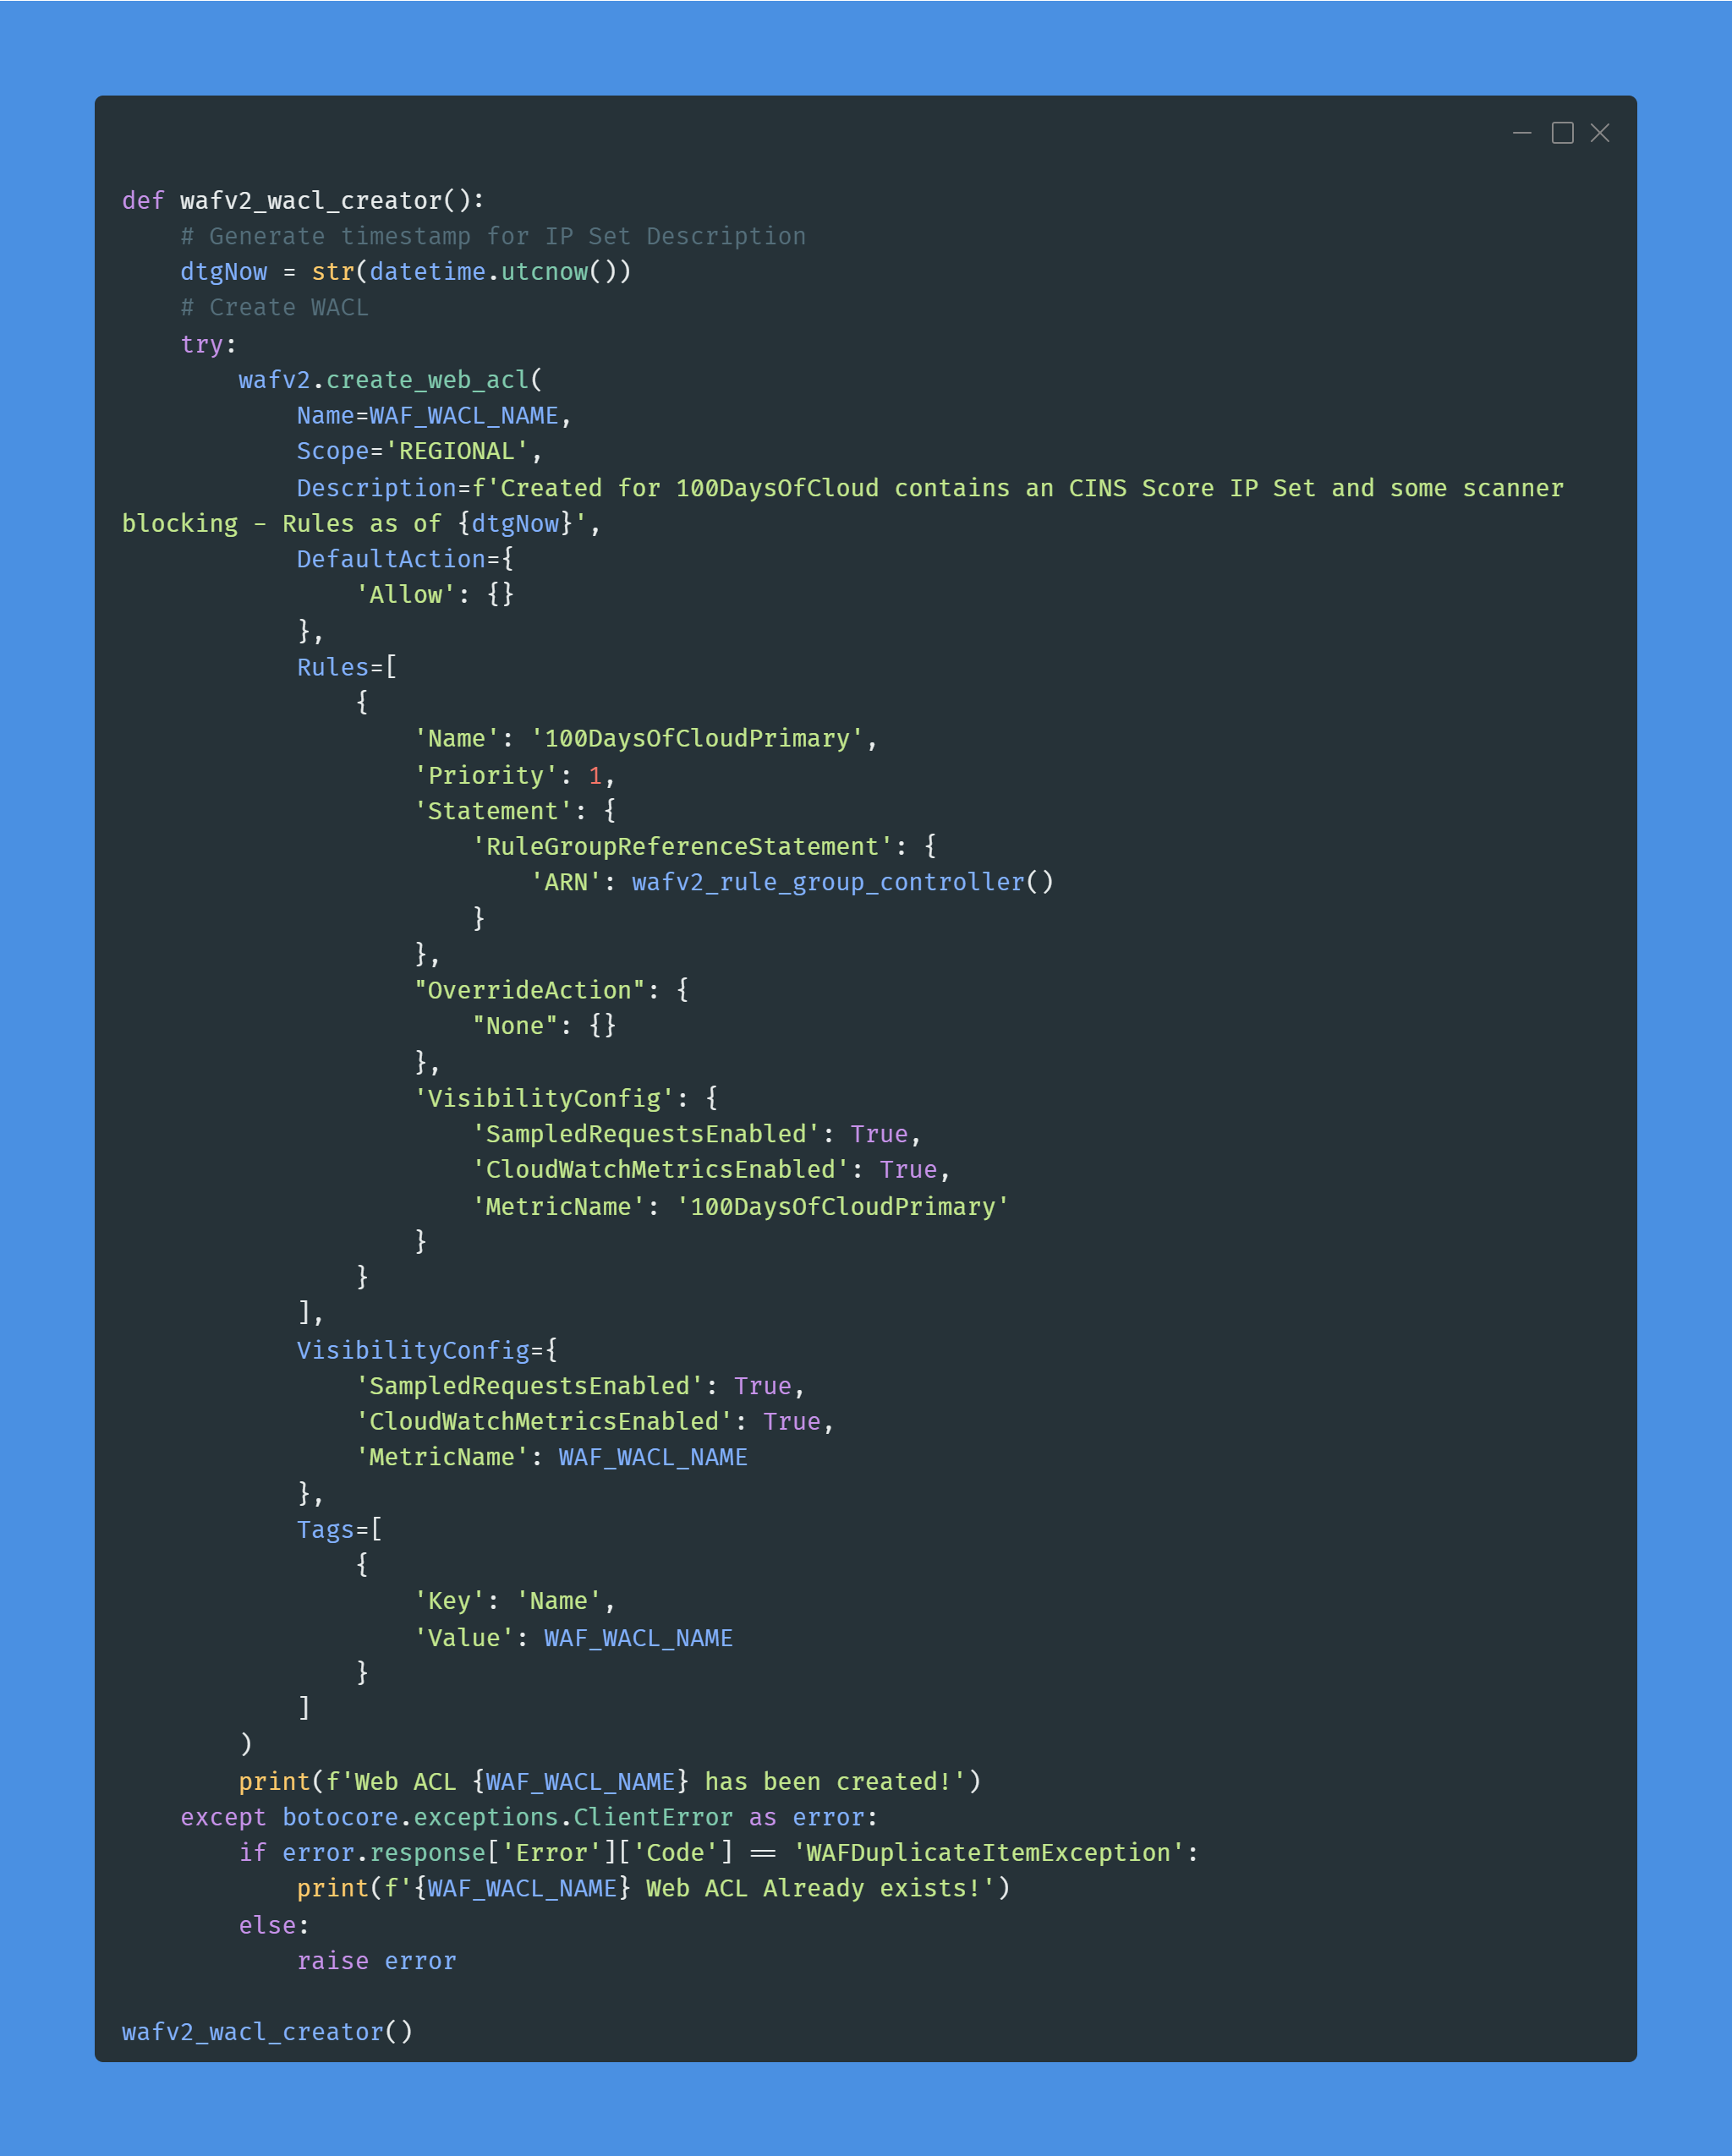 def wafv2_wacl_creator():
    # Generate timestamp for IP Set Description
    dtgNow = str(datetime.utcnow())
    # Create WACL
    try:
        wafv2.create_web_acl(
            Name=WAF_WACL_NAME,
            Scope='REGIONAL',
            Description=f'Created for 100DaysOfCloud contains an CINS Score IP Set and some scanner
blocking - Rules as of {dtgNow}',
            DefaultAction={
                'Allow': {}
            },
            Rules=[
                {
                    'Name': '100DaysOfCloudPrimary',
                    'Priority': 1,
                    'Statement': {
                        'RuleGroupReferenceStatement': {
                            'ARN': wafv2_rule_group_controller()
                        }
                    },
                    "OverrideAction": {
                        "None": {}
                    },
                    'VisibilityConfig': {
                        'SampledRequestsEnabled': True,
                        'CloudWatchMetricsEnabled': True,
                        'MetricName': '100DaysOfCloudPrimary'
                    }
                }
            ],
            VisibilityConfig={
                'SampledRequestsEnabled': True,
                'CloudWatchMetricsEnabled': True,
                'MetricName': WAF_WACL_NAME
            },
            Tags=[
                {
                    'Key': 'Name',
                    'Value': WAF_WACL_NAME
                }
            ]
        )
        print(f'Web ACL {WAF_WACL_NAME} has been created!')
    except botocore.exceptions.ClientError as error:
        if error.response['Error']['Code'] == 'WAFDuplicateItemException':
            print(f'{WAF_WACL_NAME} Web ACL Already exists!')
        else:
            raise error

wafv2_wacl_creator()